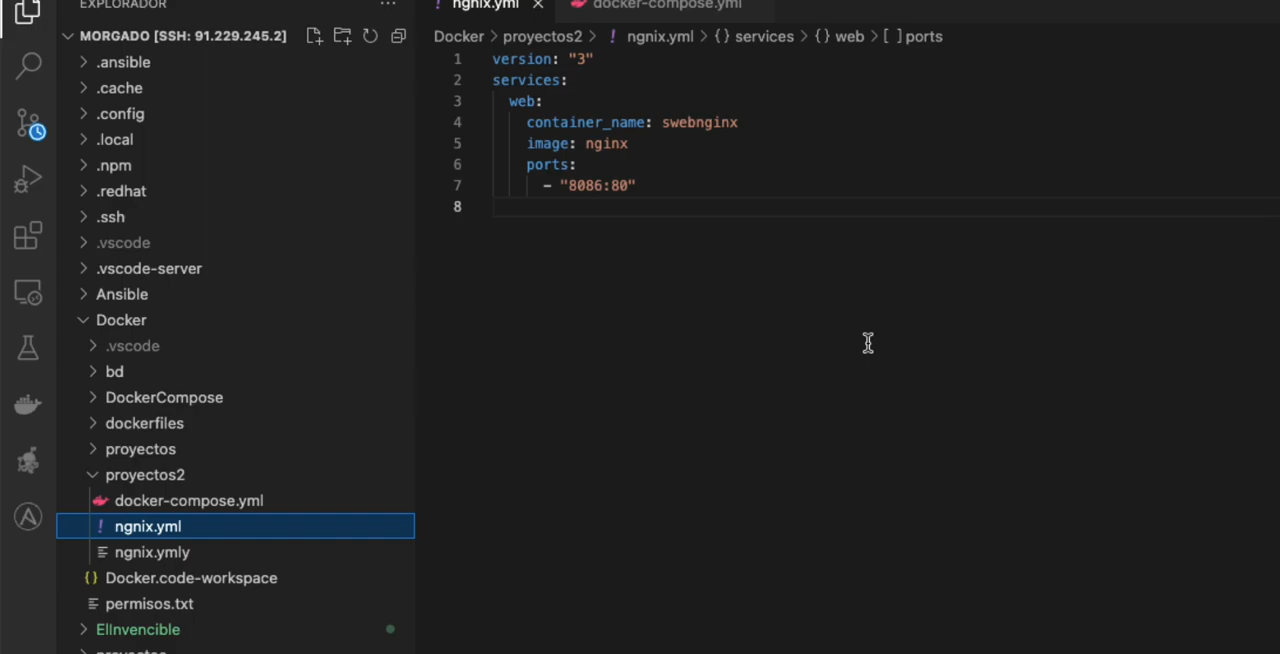 EXPLORADOR
MORGADO [SSH: 91.229.245.2]
.ansible
.cache
.config
.local
.npm
.redhat
.ssh
.vscode
.vscode-server
Ansible
Docker
.vscode
bd
DockerCompose
dockerfiles
proyectos
proyectos2
docker-compose.yml
ngnix.yml
ngnix.ymly
Docker.code-workspace
permisos.txt
ElInvencible
proyectos
ngnix.yml
docker-compose.yml
Docker > proyectos2 > ! ngnix.yml > {} services > {} web > [ ] ports
1 version: "3"
2 services:
3 web:
4 container_name: swebnginx
5 image: nginx
6 ports:
7 - "8086:80"
8